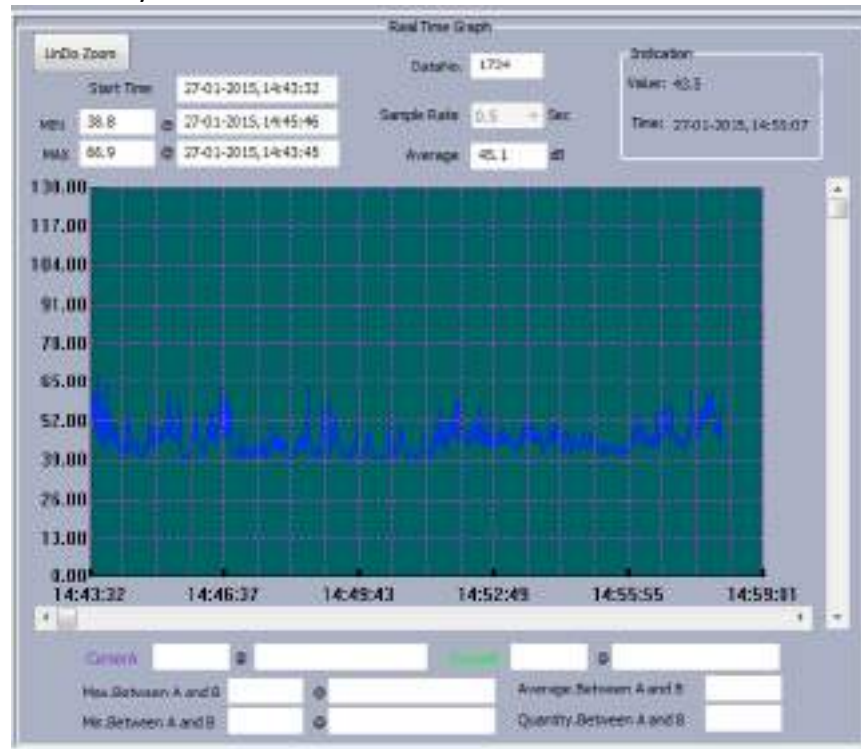 Real Time Graph
UnDo Zoom
DataNo. 1724
Indication
Start Time 27-01-2015, 14:43:32
Value: 43.5
MIN 38.8 @ 27-01-2015, 14:45:46
Sample Rate 0.5 Sec
Time: 27-01-2015, 14:58:07
MAX 66.9 @ 27-01-2015, 14:43:45
Average 45.1 dB
130.00
117.00
104.00
91.00
78.00
65.00
52.00
39.00
26.00
13.00
0.00
14:43:32 14:46:37 14:49:43 14:52:49 14:55:55 14:59:01
CursorA @ @
Max.Between A and B @ Average.Between A and B
Min.Between A and B @ Quantity.Between A and B